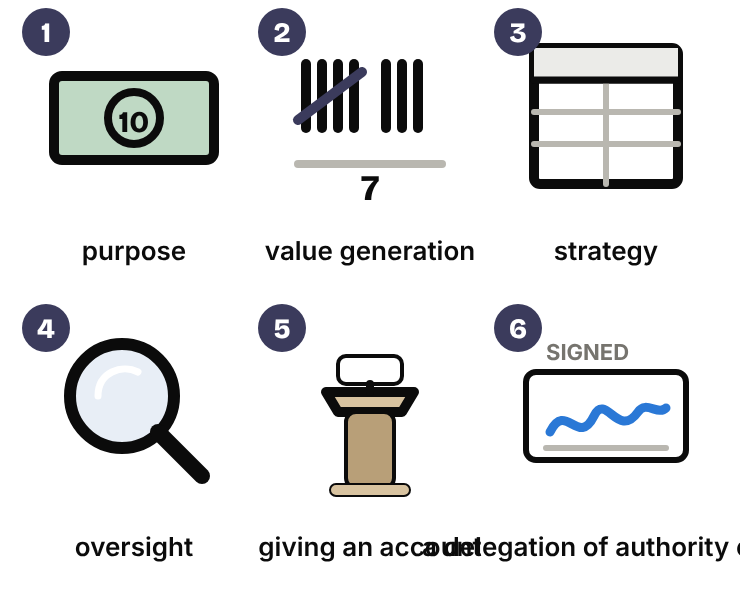 1
2
3
10
7
purpose
value generation
strategy
4
5
6
SIGNED
oversight
giving an account
a delegation of authority